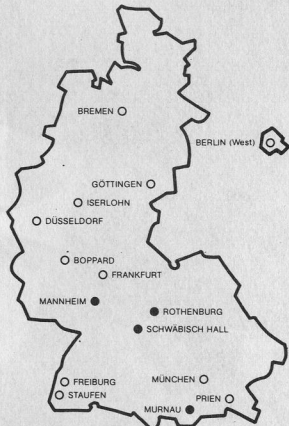 BREMEN
BERLIN (West)
GÖTTINGEN
ISERLOHN
DÜSSELDORF
BOPPARD
FRANKFURT
MANNHEIM
ROTHENBURG
SCHWÄBISCH HALL
FREIBURG
MÜNCHEN
STAUFEN
PRIEN
MURNAU